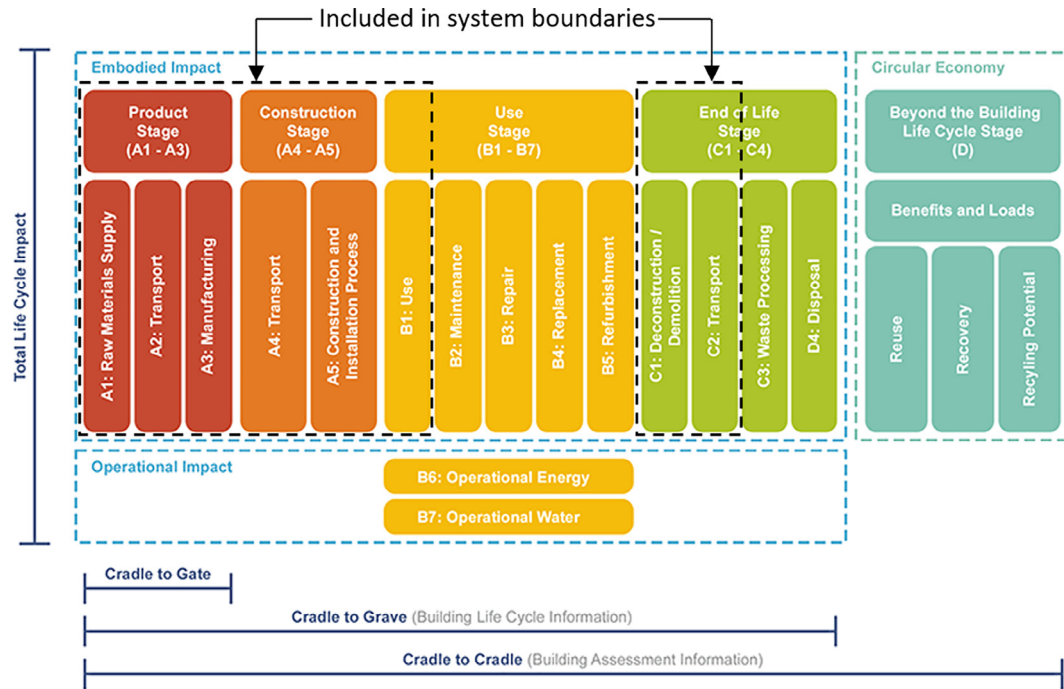 Included in system boundaries
Embodied Impact
Circular Economy
Product
Stage
(A1 - A3)
Construction
Stage
(A4 - A5)
Use
Stage
(B1 - B7)
End of Life
Stage
(C1 - C4)
Beyond the Building
Life Cycle Stage
(D)
Benefits and Loads
Total Life Cycle Impact
A1: Raw Materials Supply
A2: Transport
A3: Manufacturing
A4: Transport
A5: Construction and
Installation Process
B1: Use
B2: Maintenance
B3: Repair
B4: Replacement
B5: Refurbishment
C1: Deconstruction /
Demolition
C2: Transport
C3: Waste Processing
D4: Disposal
Reuse
Recovery
Recyling Potential
Operational Impact
B6: Operational Energy
B7: Operational Water
Cradle to Gate
Cradle to Grave (Building Life Cycle Information)
Cradle to Cradle (Building Assessment Information)